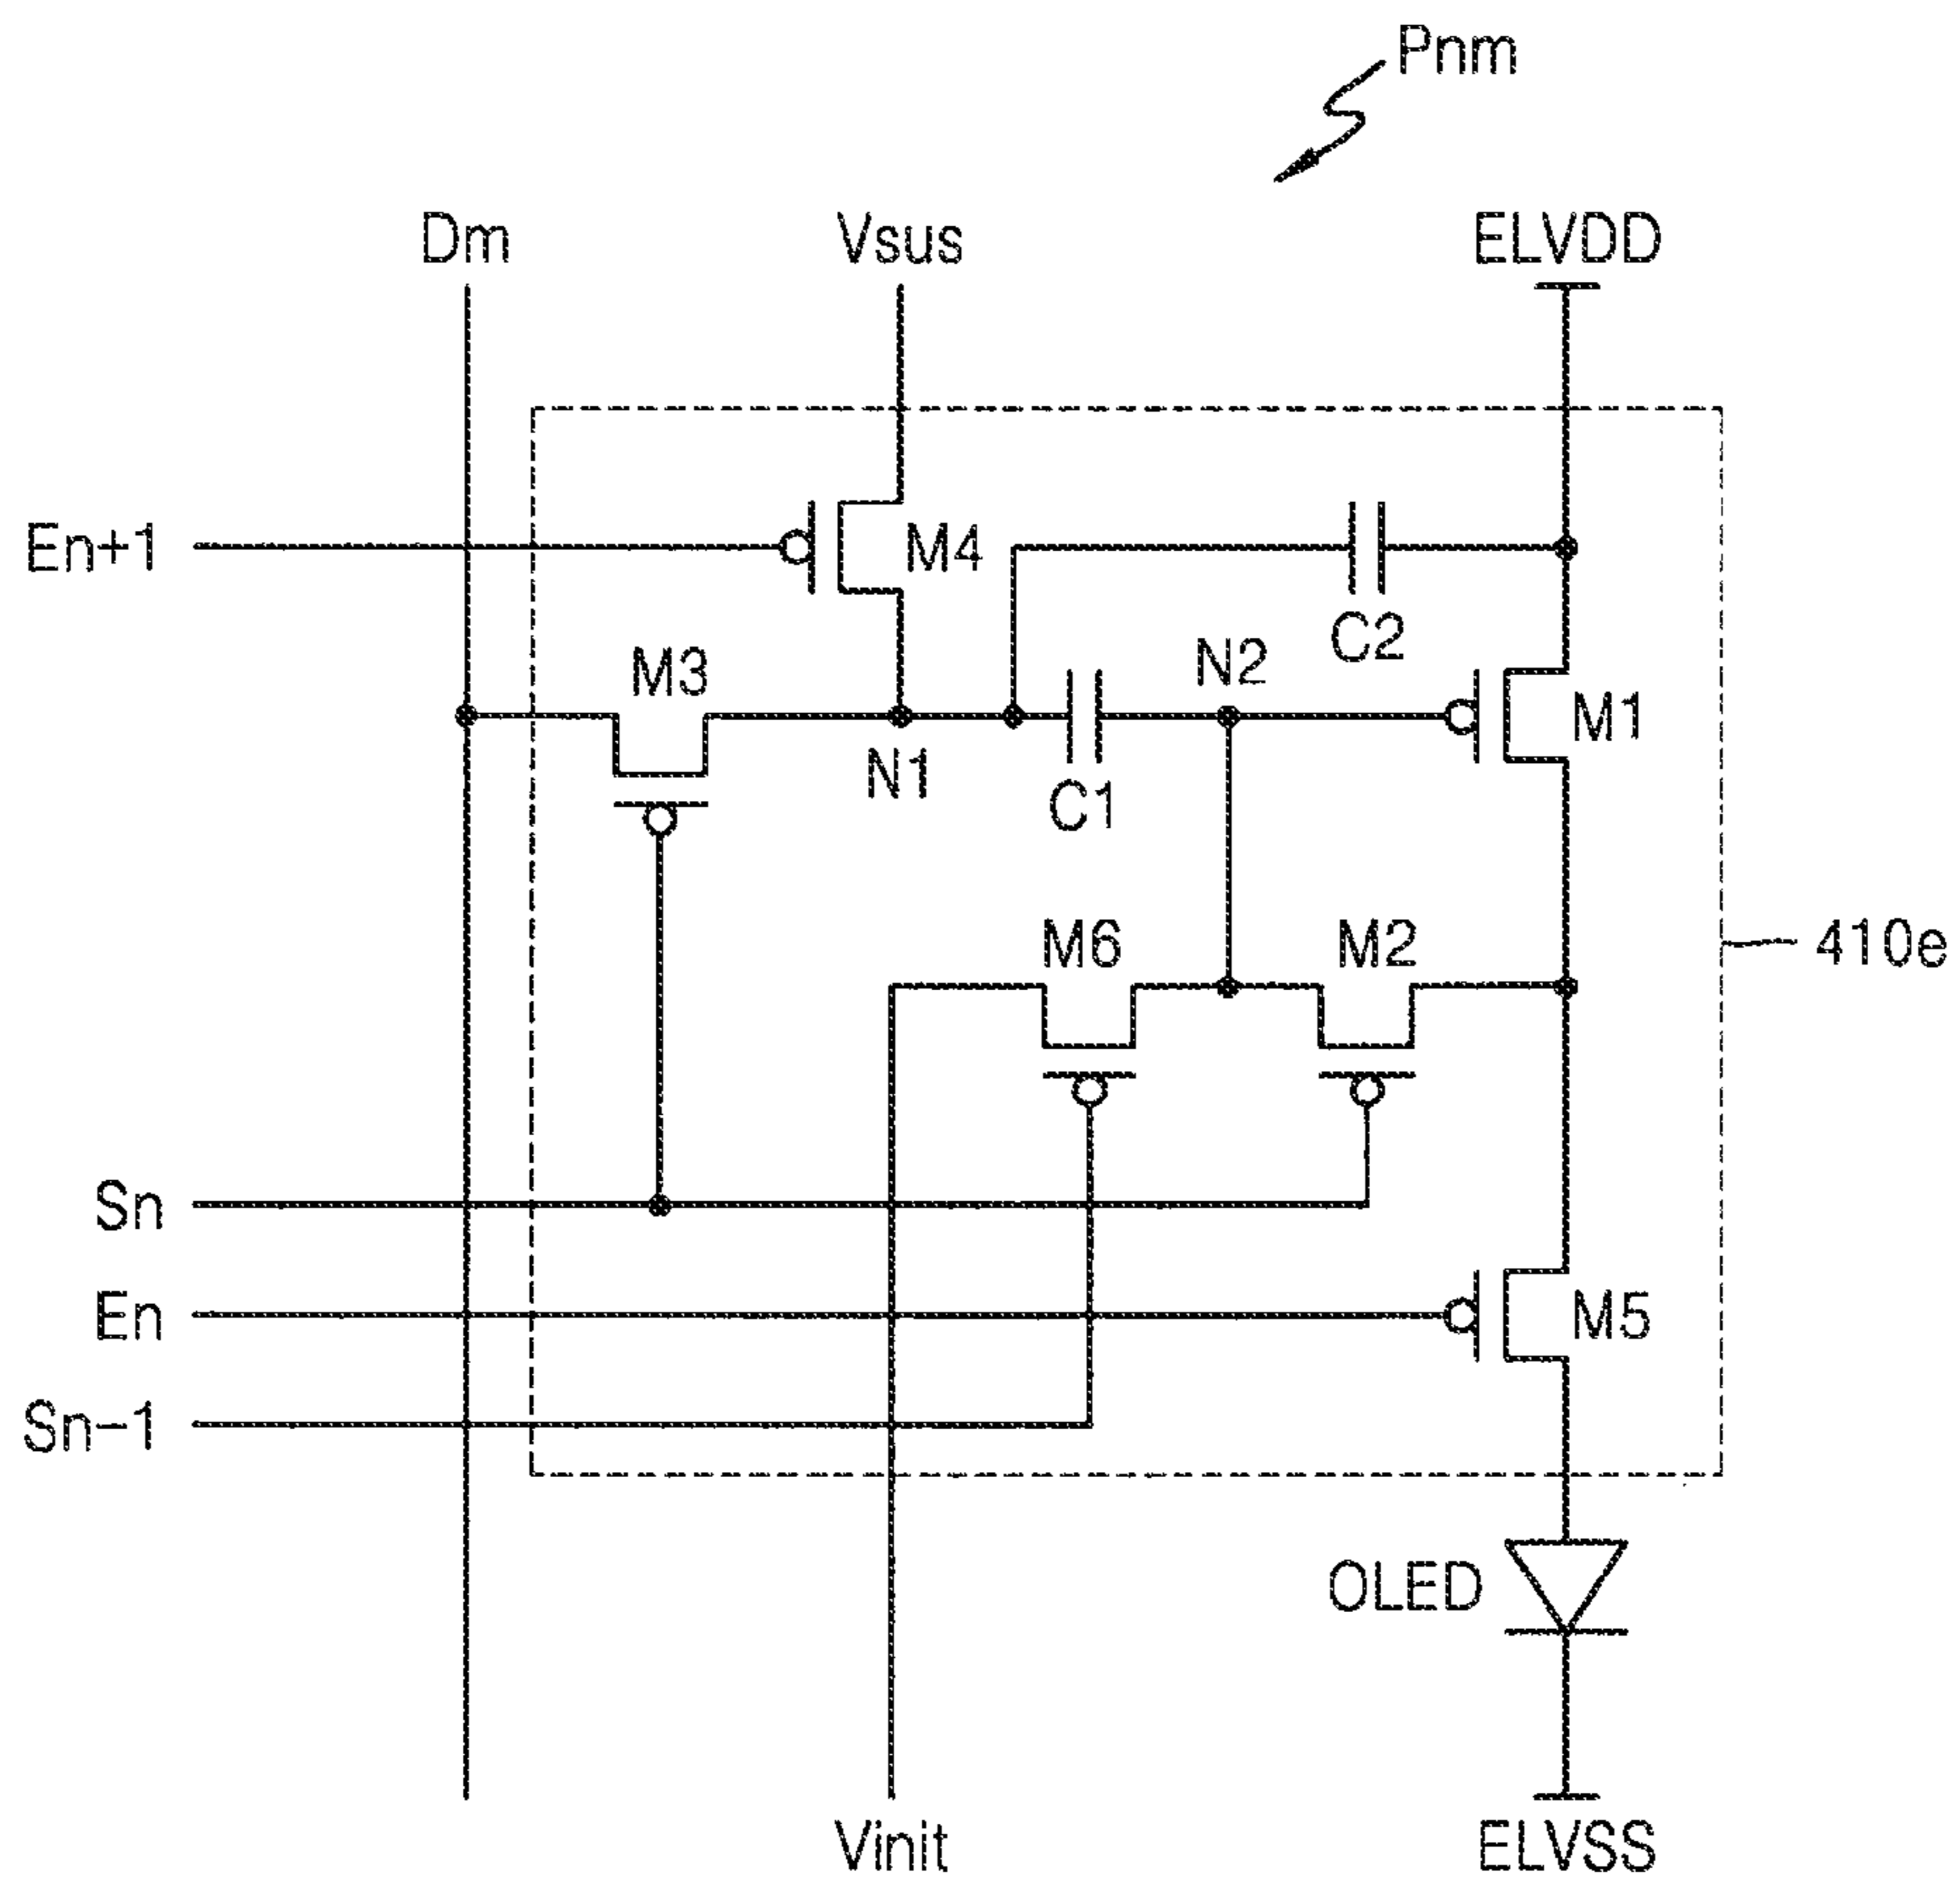 Pnm
Dm
Vsus
ELVDD
En+1
M4
C2
M3
N2
M1
N1
C1
M6
M2
410e
Sn
En
M5
Sn-1
OLED
Vinit
ELVSS